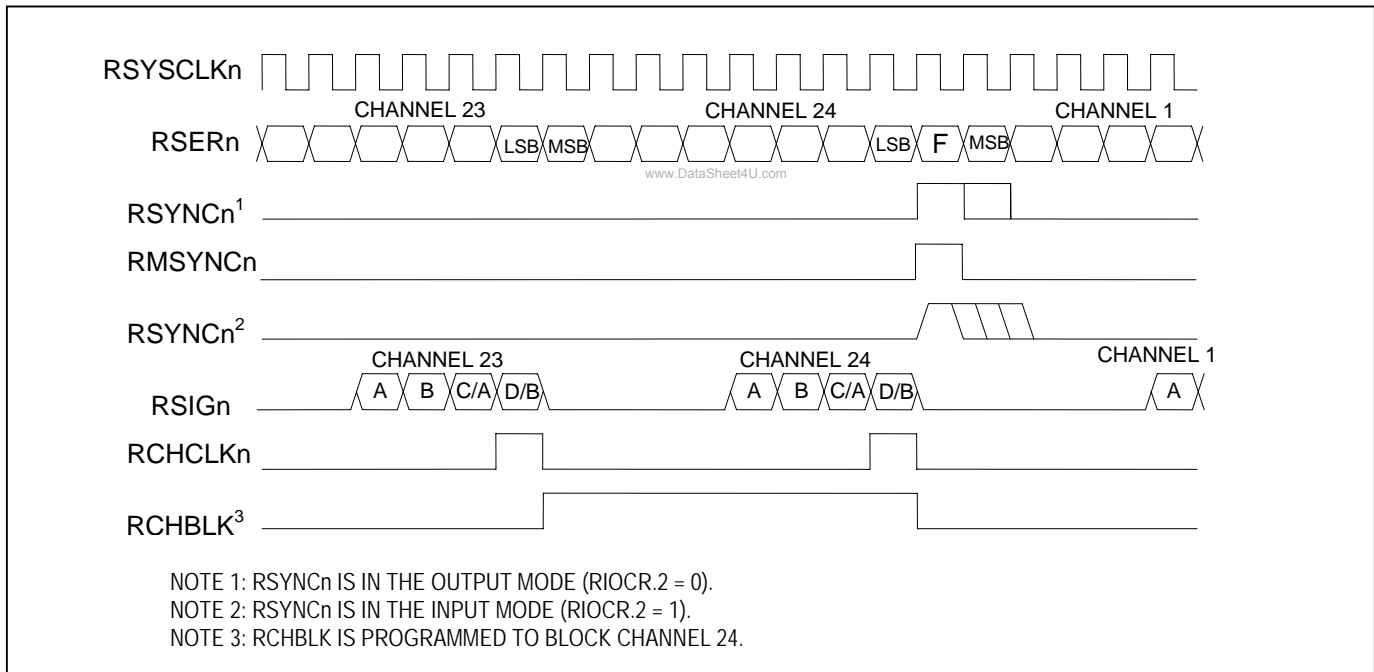 RSYSCLKn
CHANNEL 23 CHANNEL 24 CHANNEL 1
RSERn LSB MSB LSB F MSB
www.DataSheet4U.com
RSYNCn¹
RMSYNCn
RSYNCn²
CHANNEL 23 CHANNEL 24 CHANNEL 1
RSIGn A B C/A D/B A B C/A D/B A
RCHCLKn
RCHBLK³
NOTE 1: RSYNCn IS IN THE OUTPUT MODE (RIOCR.2 = 0).
NOTE 2: RSYNCn IS IN THE INPUT MODE (RIOCR.2 = 1).
NOTE 3: RCHBLK IS PROGRAMMED TO BLOCK CHANNEL 24.